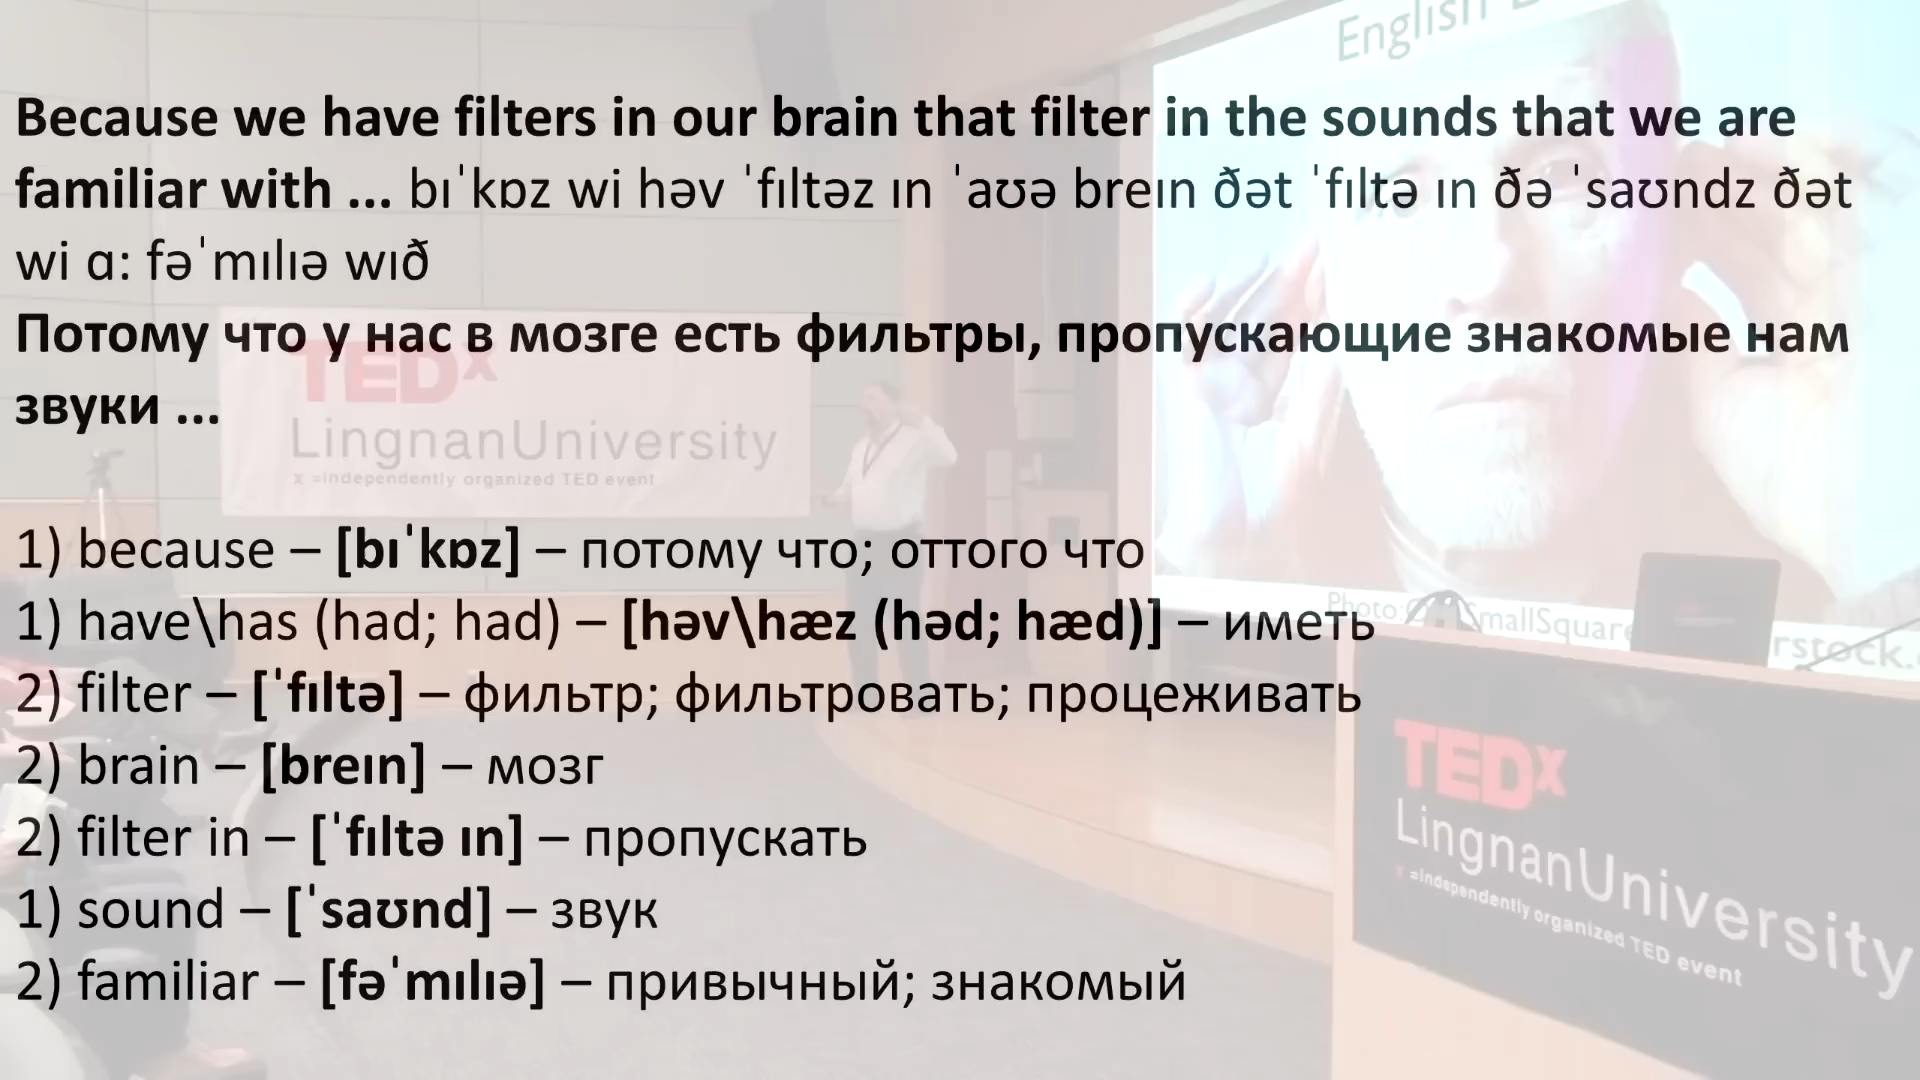 English
Because we have filters in our brain that filter in the sounds that we are
familiar with ... bɪˈkɒz wi həv ˈfɪltəz ɪn ˈaʊə breɪn ðət ˈfɪltə ɪn ðə ˈsaʊndz ðət
wi ɑ: fəˈmɪlɪə wɪð
Потому что у нас в мозге есть фильтры, пропускающие знакомые нам
звуки ...
TEDx
LingnanUniversity
x =independently organized TED event
1) because – [bɪˈkɒz] – потому что; оттого что
1) have\has (had; had) – [həv\hæz (həd; hæd)] – иметь
2) filter – [ˈfɪltə] – фильтр; фильтровать; процеживать
2) brain – [breɪn] – мозг
2) filter in – [ˈfɪltə ɪn] – пропускать
1) sound – [ˈsaʊnd] – звук
2) familiar – [fəˈmɪlɪə] – привычный; знакомый
Photo:
TEDx
LingnanUniversity
x =independently organized TED event